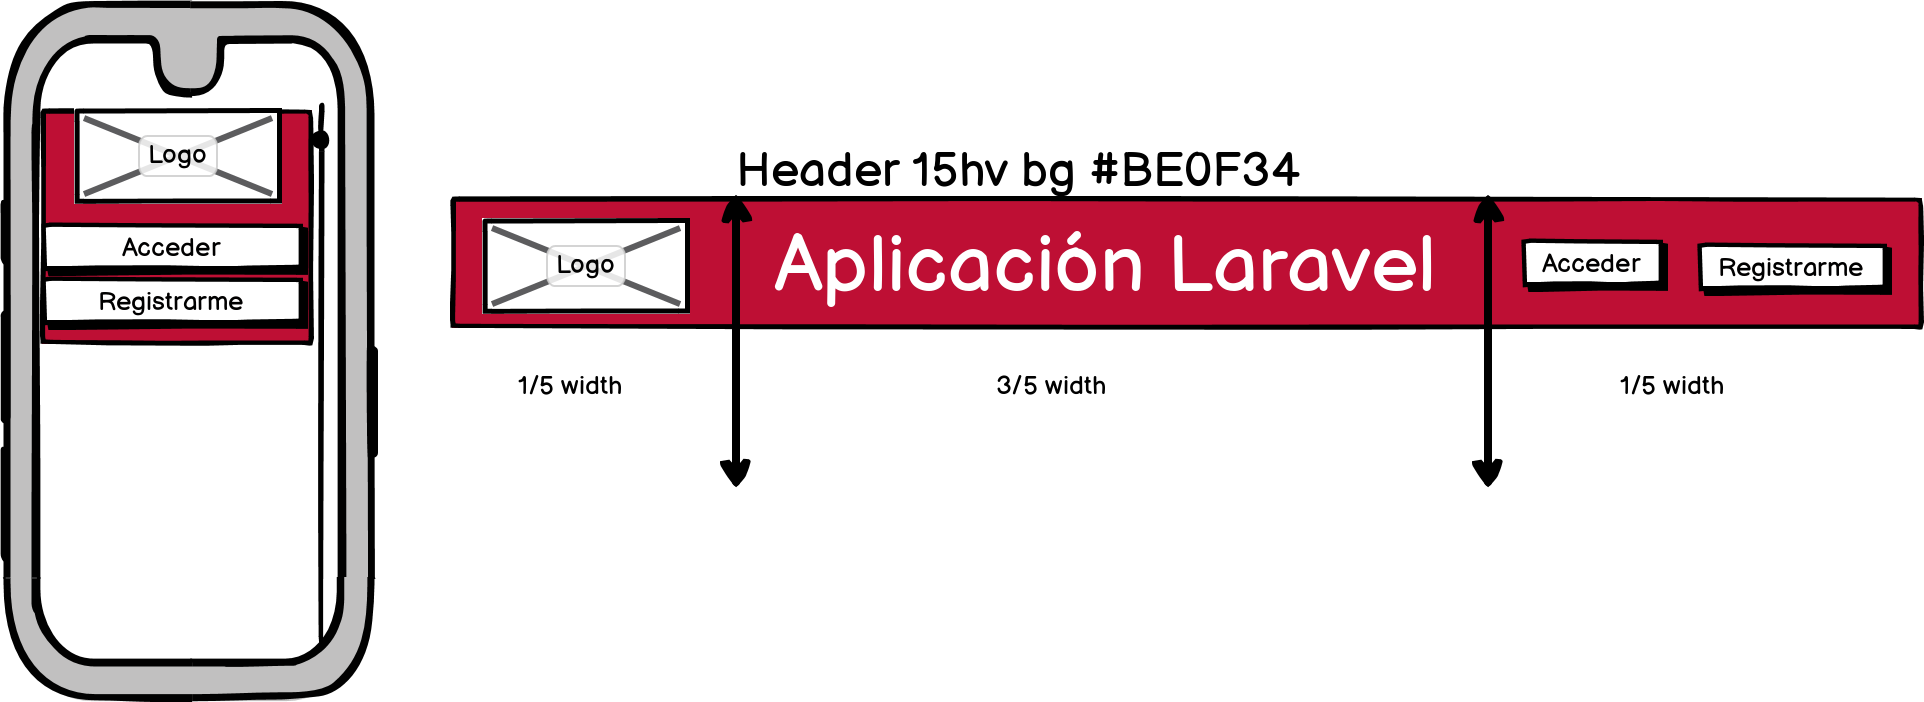 Logo
Acceder
Registrarme
Header 15hv bg #BE0F34
Logo
Aplicación Laravel
Acceder
Registrarme
1/5 width
3/5 width
1/5 width